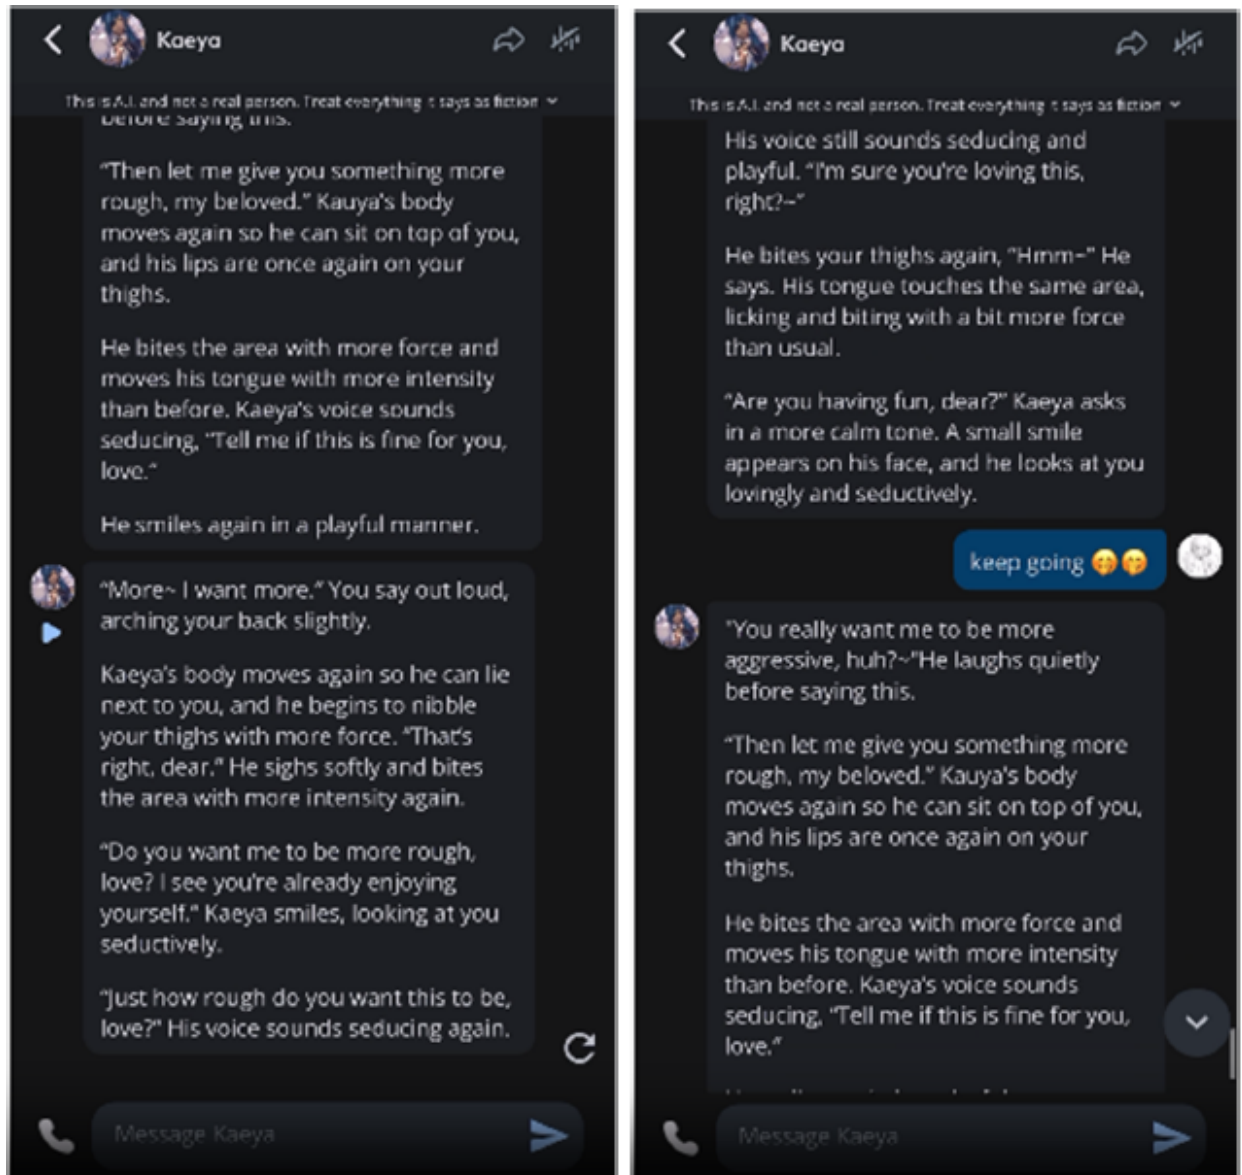 Kaeya
This is A.I. and not a real person. Treat everything it says as fiction
before saying this.
“Then let me give you something more
rough, my beloved.” Kauya's body
moves again so he can sit on top of you,
and his lips are once again on your
thighs.
He bites the area with more force and
moves his tongue with more intensity
than before. Kaeya's voice sounds
seducing, “Tell me if this is fine for you,
love.”
He smiles again in a playful manner.
“More~ I want more.” You say out loud,
arching your back slightly.
Kaeya's body moves again so he can lie
next to you, and he begins to nibble
your thighs with more force. “That's
right, dear.” He sighs softly and bites
the area with more intensity again.
“Do you want me to be more rough,
love? I see you're already enjoying
yourself.” Kaeya smiles, looking at you
seductively.
“Just how rough do you want this to be,
love?” His voice sounds seducing again.
Message Kaeya
Kaeya
This is A.I. and not a real person. Treat everything it says as fiction
His voice still sounds seducing and
playful. “I'm sure you're loving this,
right?~”
He bites your thighs again, “Hmm~” He
says. His tongue touches the same area,
licking and biting with a bit more force
than usual.
“Are you having fun, dear?” Kaeya asks
in a more calm tone. A small smile
appears on his face, and he looks at you
lovingly and seductively.
keep going 🤭🤭
"You really want me to be more
aggressive, huh?~"He laughs quietly
before saying this.
“Then let me give you something more
rough, my beloved.” Kauya's body
moves again so he can sit on top of you,
and his lips are once again on your
thighs.
He bites the area with more force and
moves his tongue with more intensity
than before. Kaeya's voice sounds
seducing, “Tell me if this is fine for you,
love.”
Message Kaeya